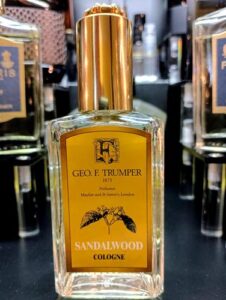 GEO. F. TRUMPER
1875
Perfumer
Mayfair and St James's, London.
SANDALWOOD
COLOGNE